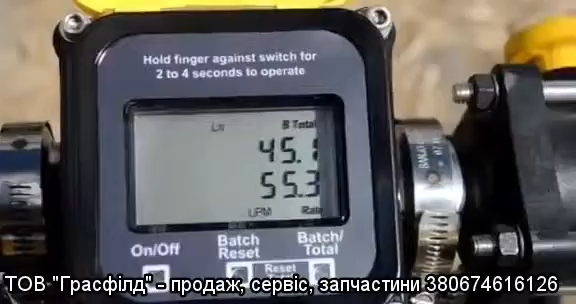 Hold finger against switch for
2 to 4 seconds to operate
Ltr B Total
45.1
55.3
LPM Rate
On/Off Batch Reset Batch/ Total
Reset
ТОВ "Грасфілд" - продаж, сервіс, запчастини 380674616126